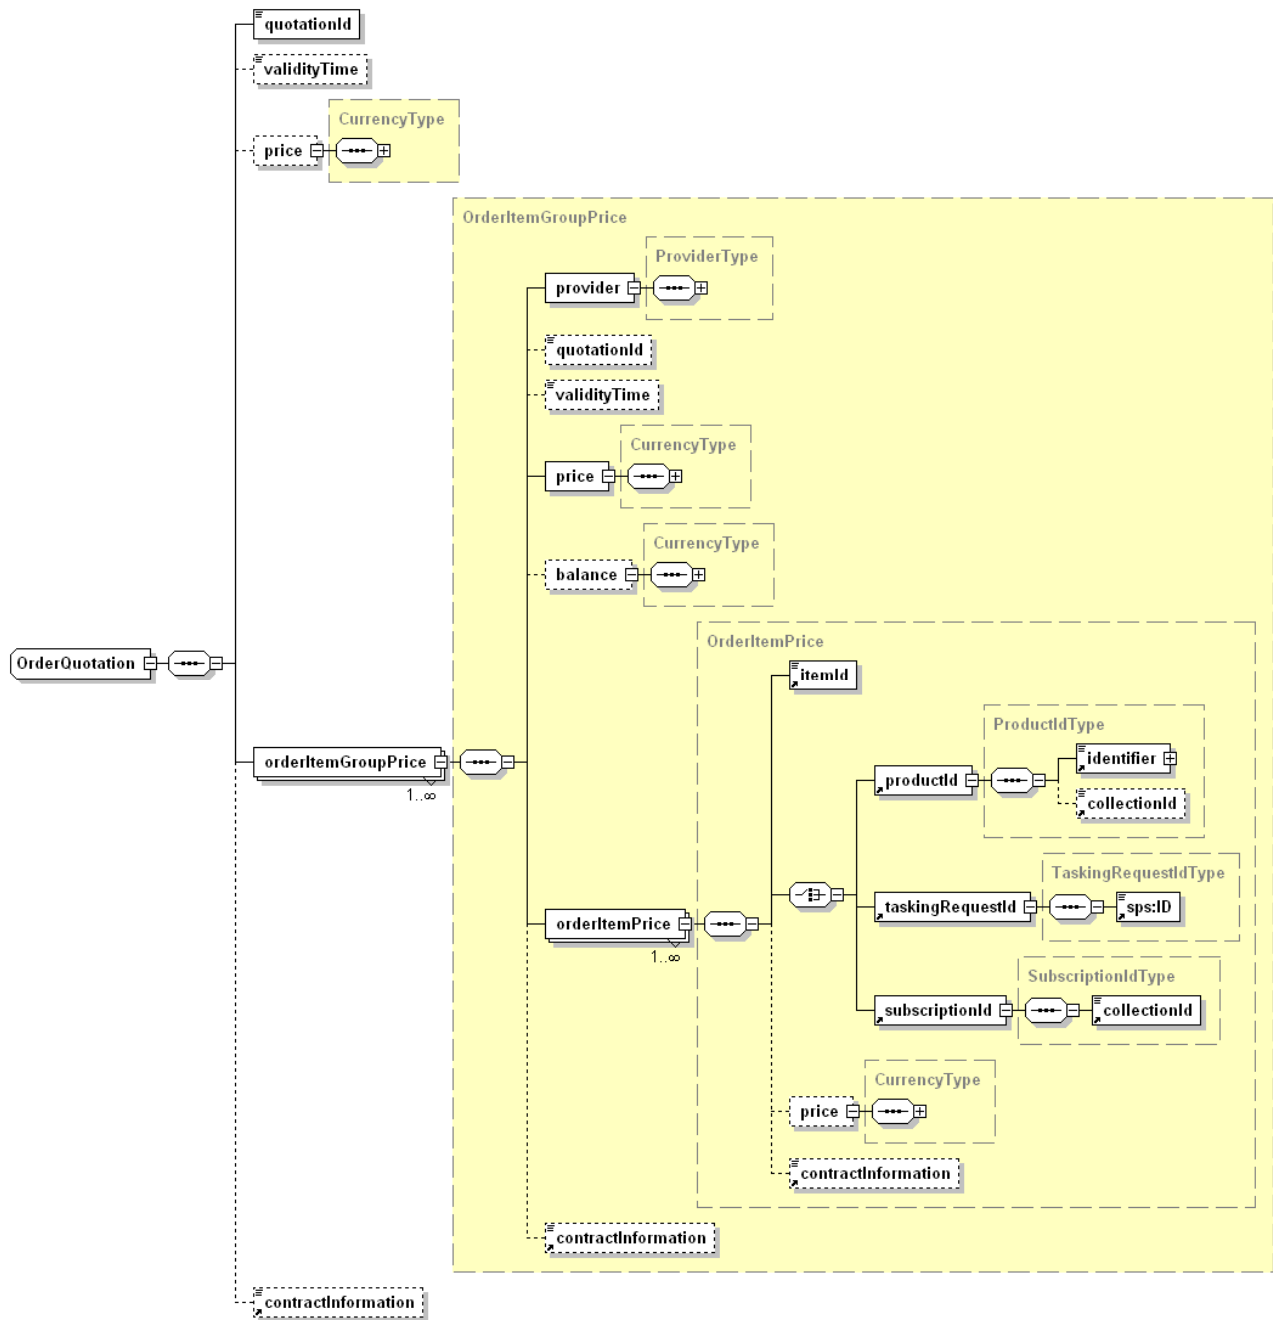 quotationId
validityTime
CurrencyType
price
OrderItemGroupPrice
ProviderType
provider
quotationId
validityTime
CurrencyType
price
CurrencyType
balance
OrderQuotation
orderItemGroupPrice
1..∞
OrderItemPrice
itemId
ProductIdType
identifier
productId
collectionId
TaskingRequestIdType
taskingRequestId
sps:ID
orderItemPrice
1..∞
SubscriptionIdType
subscriptionId
collectionId
CurrencyType
price
contractInformation
contractInformation
contractInformation